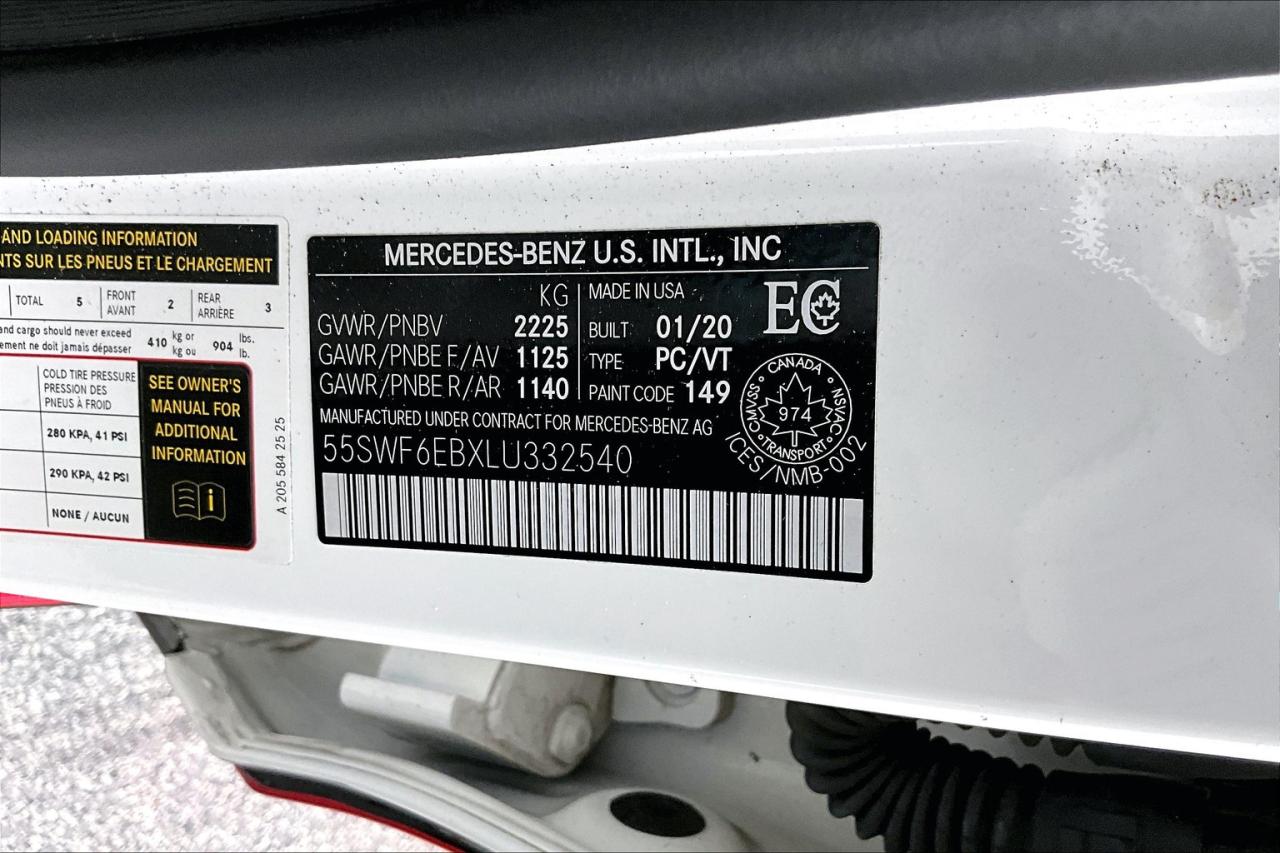 AND LOADING INFORMATION
NTS SUR LES PNEUS ET LE CHARGEMENT
TOTAL 5 FRONT AVANT 2 REAR ARRIÈRE 3
and cargo should never exceed
ement ne doit jamais dépasser
410 kg or kg ou 904 lbs. lb.
COLD TIRE PRESSURE
PRESSION DES
PNEUS À FROID
280 KPA, 41 PSI
290 KPA, 42 PSI
NONE / AUCUN
SEE OWNER'S
MANUAL FOR
ADDITIONAL
INFORMATION
i
A 205 584 25 25
MERCEDES-BENZ U.S. INTL., INC
KG
GVWR/PNBV 2225
GAWR/PNBE F/AV 1125
GAWR/PNBE R/AR 1140
MADE IN USA
BUILT 01/20
TYPE PC/VT
PAINT CODE 149
EC
MANUFACTURED UNDER CONTRACT FOR MERCEDES-BENZ AG
55SWF6EBXLU332540
CANADA
CMVSS
974
NSVAC
TRANSPORT
ICES/NMB-002